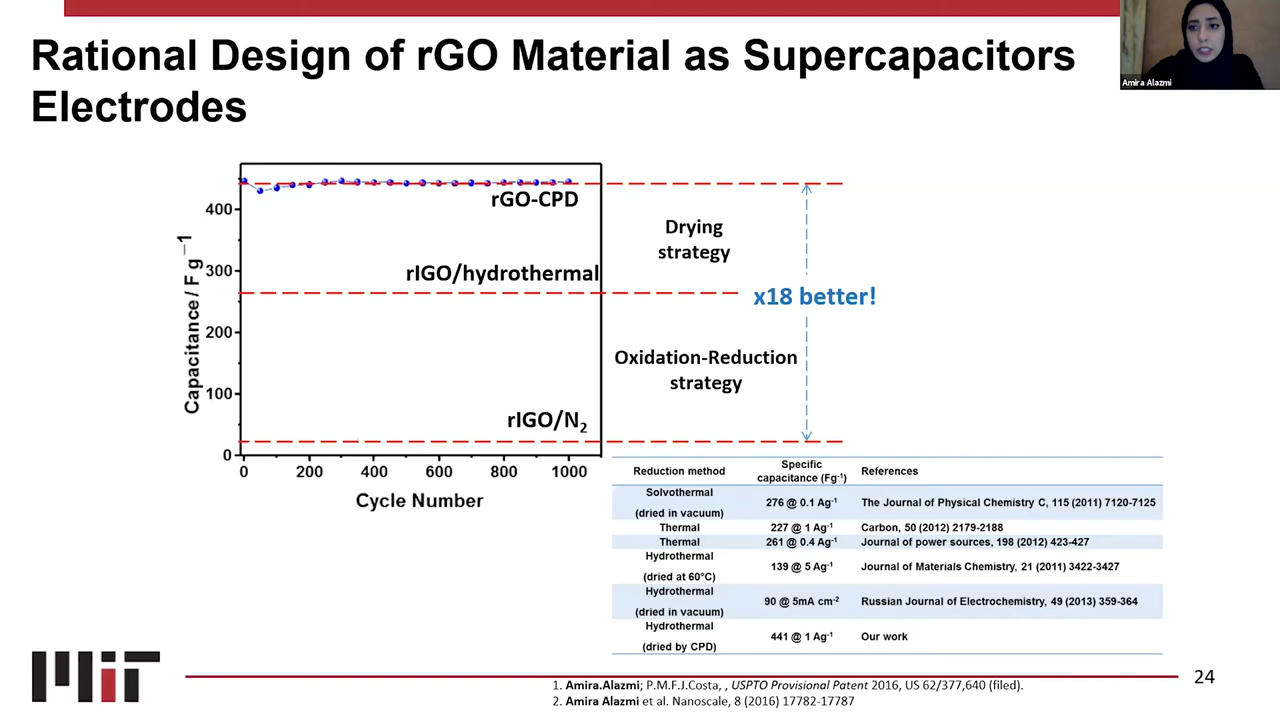 Rational Design of rGO Material as Supercapacitors
Electrodes
Amira Alazmi
Capacitance / F g⁻¹
400
300
200
100
0
0 200 400 600 800 1000
Cycle Number
rGO-CPD
rIGO/hydrothermal
rIGO/N₂
Drying
strategy
x18 better!
Oxidation-Reduction
strategy
Reduction method Specific capacitance (Fg⁻¹) References
Solvothermal (dried in vacuum) 276 @ 0.1 Ag⁻¹ The Journal of Physical Chemistry C, 115 (2011) 7120-7125
Thermal 227 @ 1 Ag⁻¹ Carbon, 50 (2012) 2179-2188
Thermal 261 @ 0.4 Ag⁻¹ Journal of power sources, 198 (2012) 423-427
Hydrothermal (dried at 60°C) 139 @ 5 Ag⁻¹ Journal of Materials Chemistry, 21 (2011) 3422-3427
Hydrothermal (dried in vacuum) 90 @ 5mA cm⁻² Russian Journal of Electrochemistry, 49 (2013) 359-364
Hydrothermal (dried by CPD) 441 @ 1 Ag⁻¹ Our work
MIT
24
1. Amira.Alazmi; P.M.F.J.Costa, , USPTO Provisional Patent 2016, US 62/377,640 (filed).
2. Amira Alazmi et al. Nanoscale, 8 (2016) 17782-17787